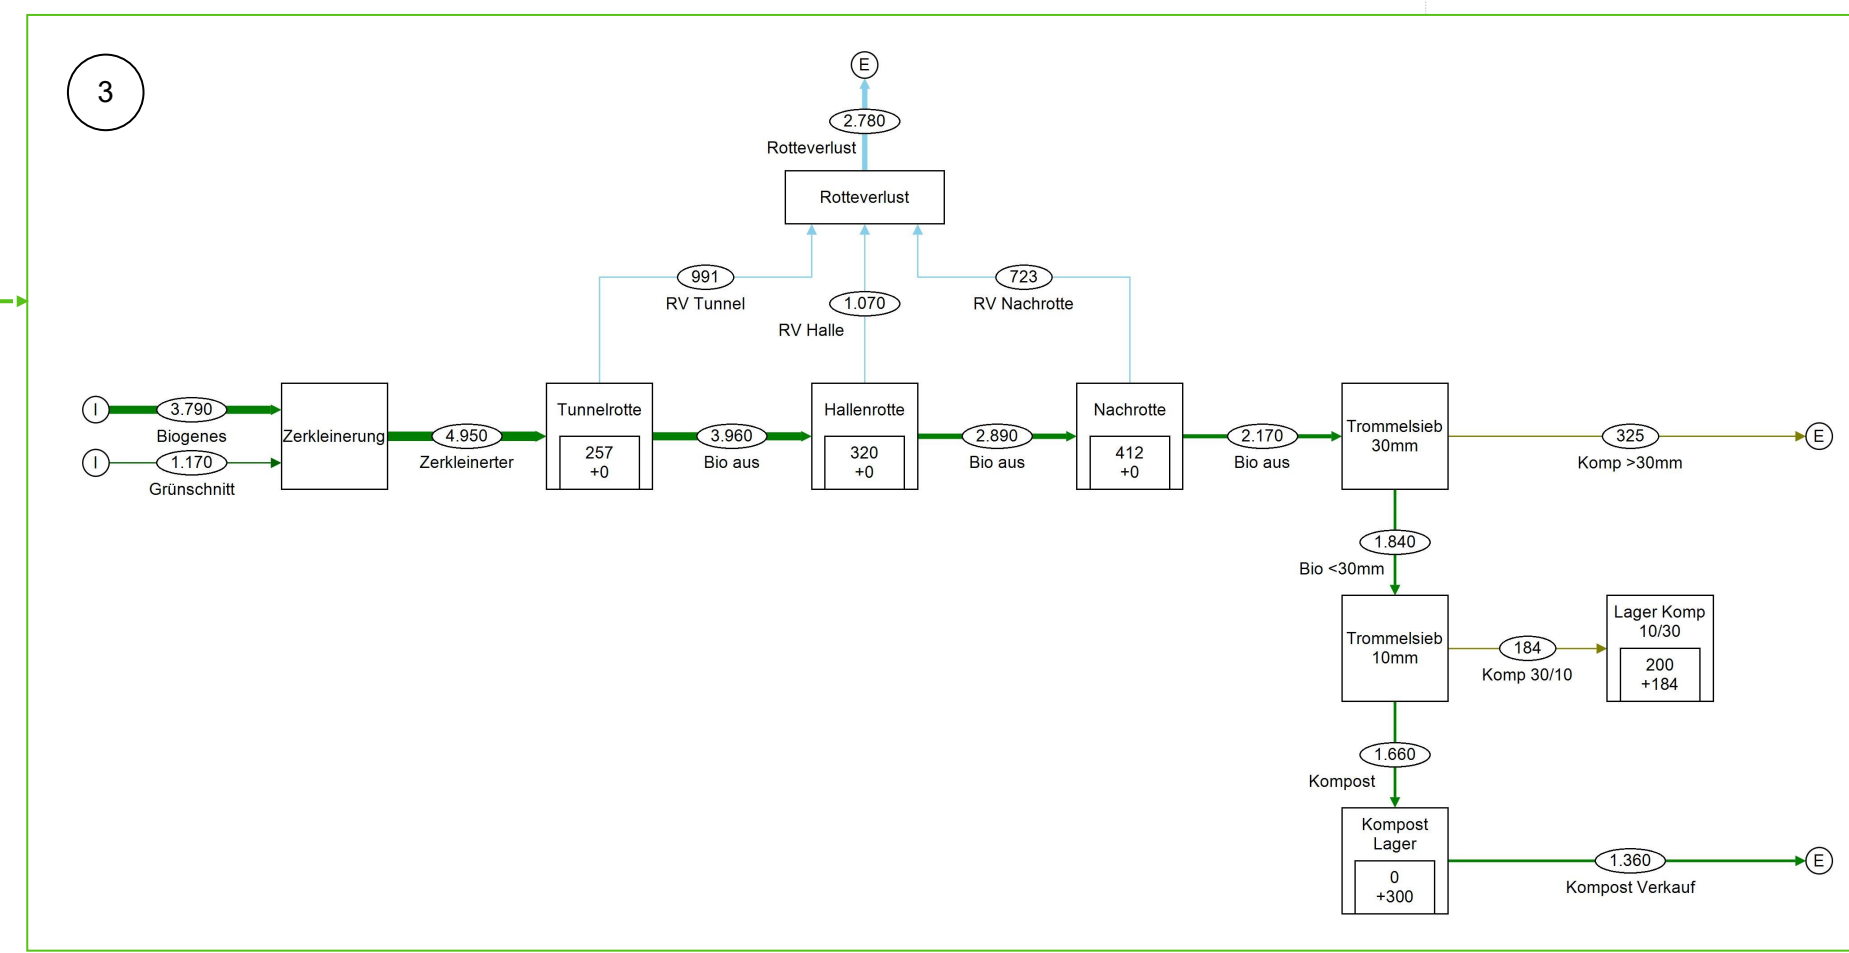 3
E
2.780
Rotteverlust
Rotteverlust
991
RV Tunnel
1.070
RV Halle
723
RV Nachrotte
I
3.790
Biogenes
I
1.170
Grünschnitt
Zerkleinerung
4.950
Zerkleinerter
Tunnelrotte
257
+0
3.960
Bio aus
Hallenrotte
320
+0
2.890
Bio aus
Nachrotte
412
+0
2.170
Bio aus
Trommelsieb
30mm
325
Komp >30mm
E
1.840
Bio <30mm
Trommelsieb
10mm
184
Komp 30/10
Lager Komp
10/30
200
+184
1.660
Kompost
Kompost
Lager
0
+300
1.360
Kompost Verkauf
E